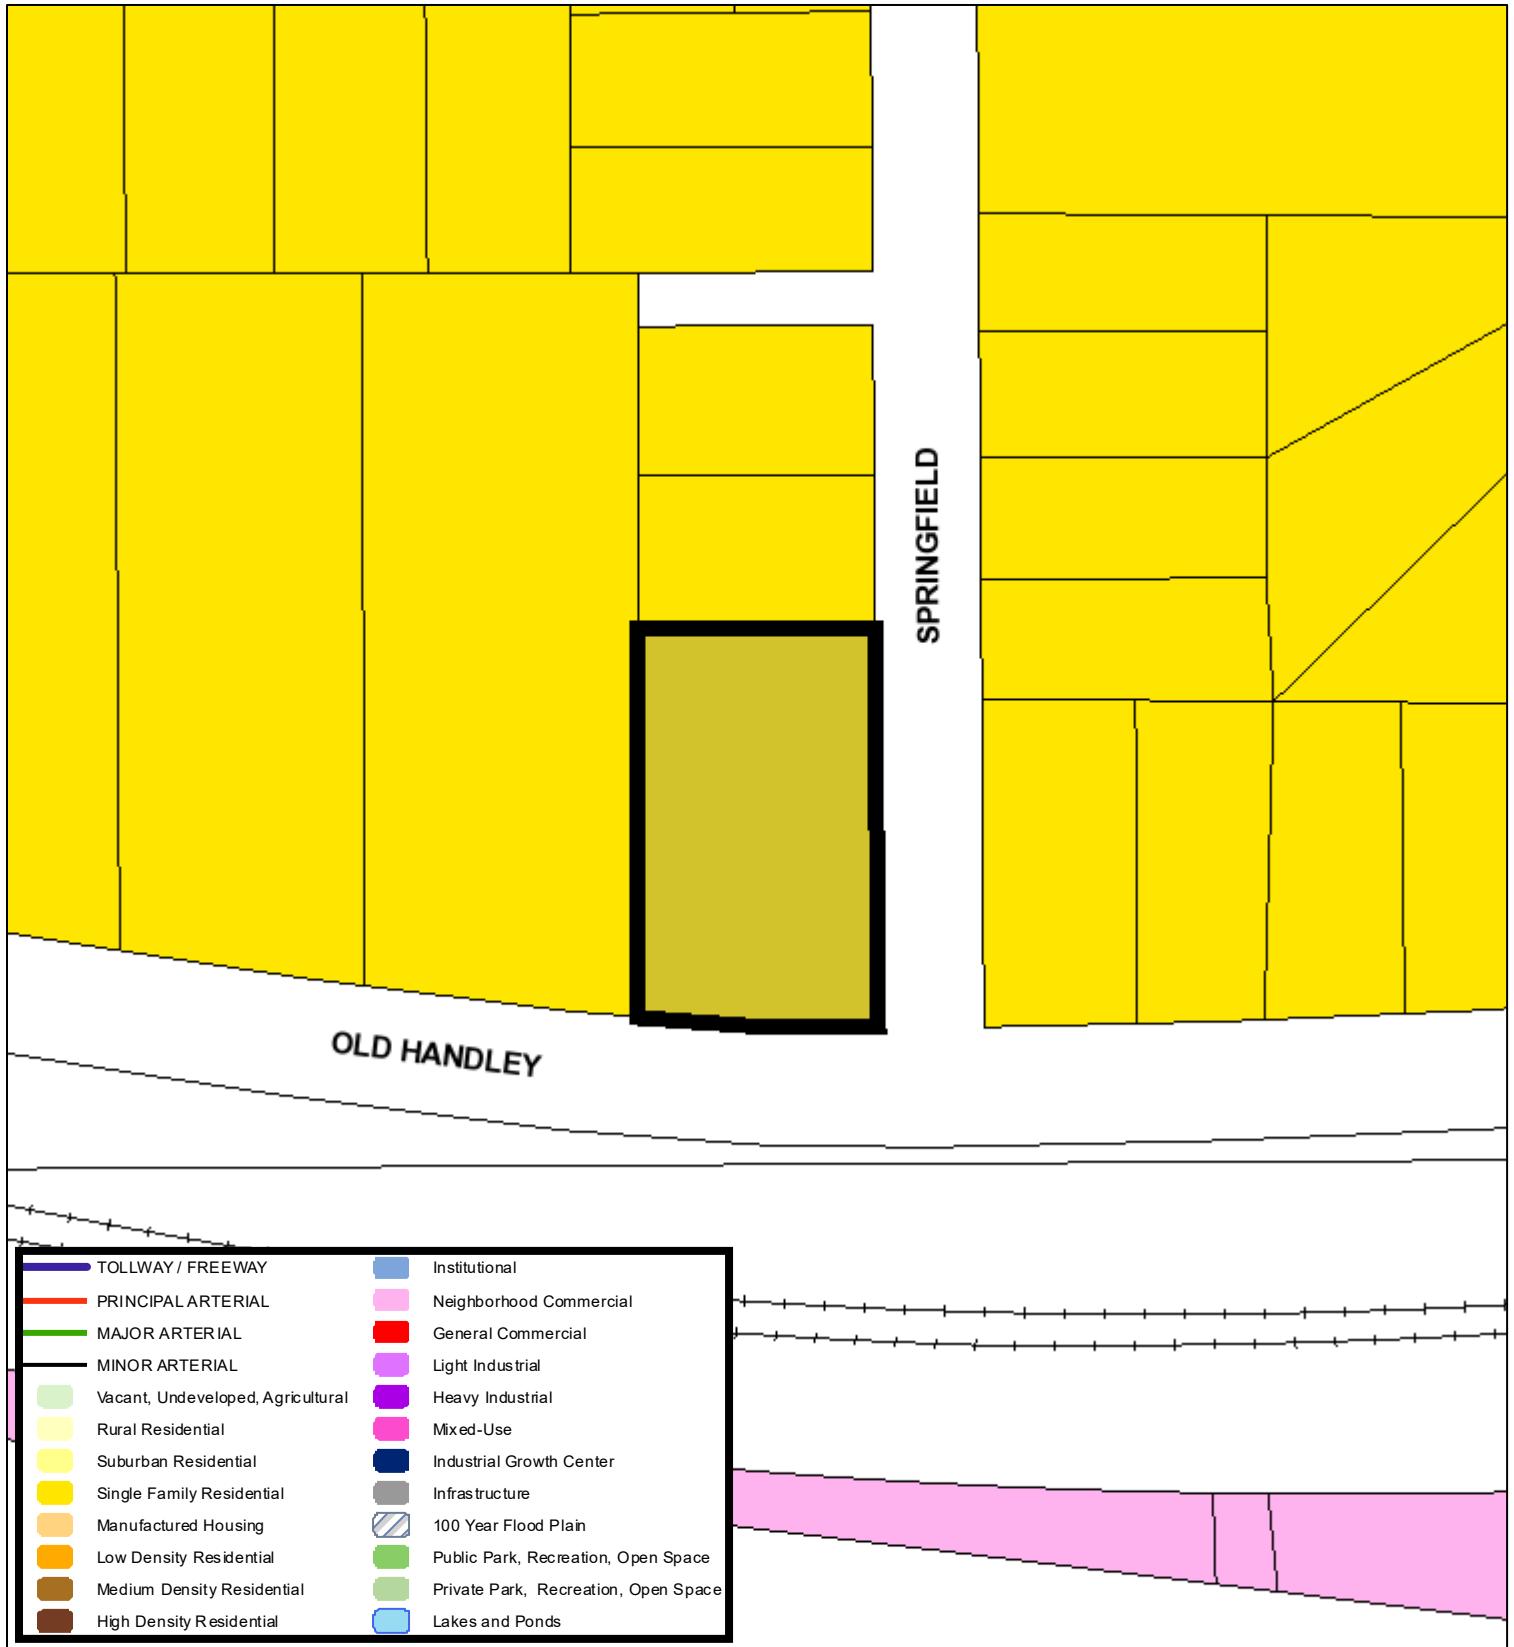 SPRINGFIELD
OLD HANDLEY
TOLLWAY / FREEWAY
PRINCIPAL ARTERIAL
MAJOR ARTERIAL
MINOR ARTERIAL
Vacant, Undeveloped, Agricultural
Rural Residential
Suburban Residential
Single Family Residential
Manufactured Housing
Low Density Residential
Medium Density Residential
High Density Residential
Institutional
Neighborhood Commercial
General Commercial
Light Industrial
Heavy Industrial
Mixed-Use
Industrial Growth Center
Infrastructure
100 Year Flood Plain
Public Park, Recreation, Open Space
Private Park, Recreation, Open Space
Lakes and Ponds